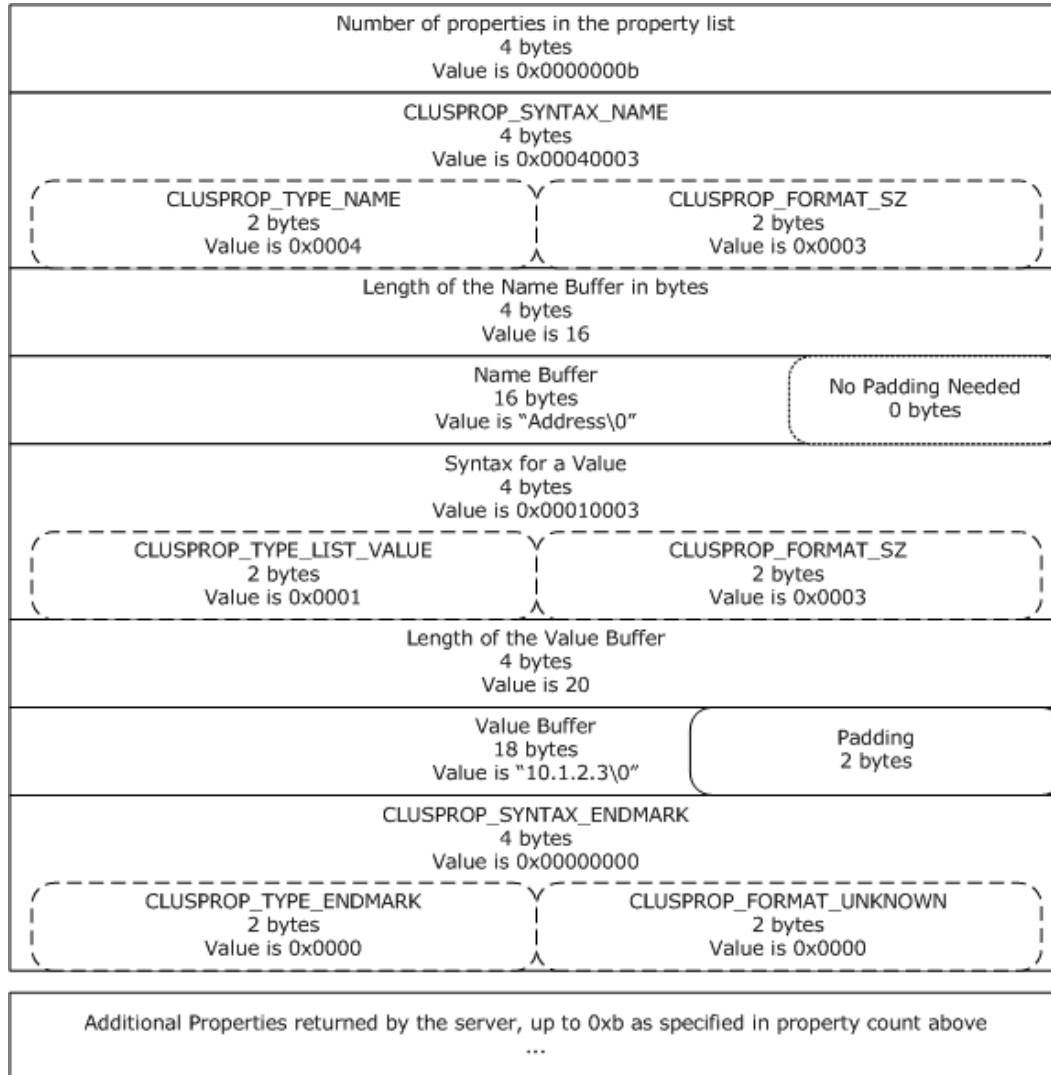 Number of properties in the property list
4 bytes
Value is 0x0000000b
CLUSPROP_SYNTAX_NAME
4 bytes
Value is 0x00040003
CLUSPROP_TYPE_NAME
2 bytes
Value is 0x0004
CLUSPROP_FORMAT_SZ
2 bytes
Value is 0x0003
Length of the Name Buffer in bytes
4 bytes
Value is 16
Name Buffer
16 bytes
Value is “Address\0”
No Padding Needed
0 bytes
Syntax for a Value
4 bytes
Value is 0x00010003
CLUSPROP_TYPE_LIST_VALUE
2 bytes
Value is 0x0001
CLUSPROP_FORMAT_SZ
2 bytes
Value is 0x0003
Length of the Value Buffer
4 bytes
Value is 20
Value Buffer
18 bytes
Value is “10.1.2.3\0”
Padding
2 bytes
CLUSPROP_SYNTAX_ENDMARK
4 bytes
Value is 0x00000000
CLUSPROP_TYPE_ENDMARK
2 bytes
Value is 0x0000
CLUSPROP_FORMAT_UNKNOWN
2 bytes
Value is 0x0000
Additional Properties returned by the server, up to 0xb as specified in property count above
...